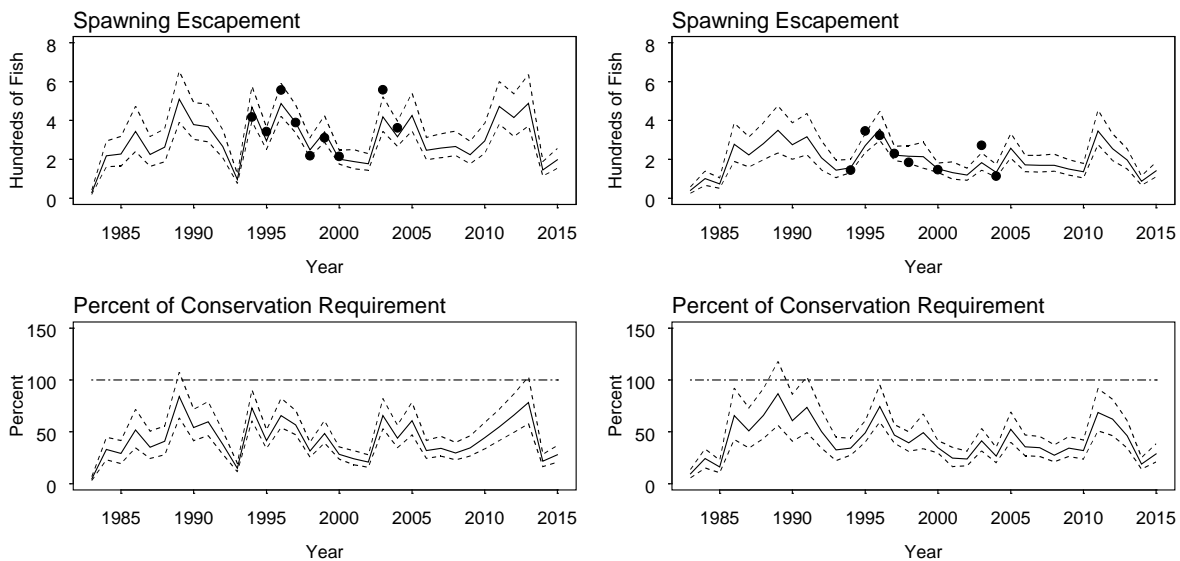 Spawning Escapement
Hundreds of Fish
8
6
4
2
0
1985 1990 1995 2000 2005 2010 2015
Year
Spawning Escapement
Hundreds of Fish
8
6
4
2
0
1985 1990 1995 2000 2005 2010 2015
Year
Percent of Conservation Requirement
Percent
150
100
50
0
1985 1990 1995 2000 2005 2010 2015
Year
Percent of Conservation Requirement
Percent
150
100
50
0
1985 1990 1995 2000 2005 2010 2015
Year